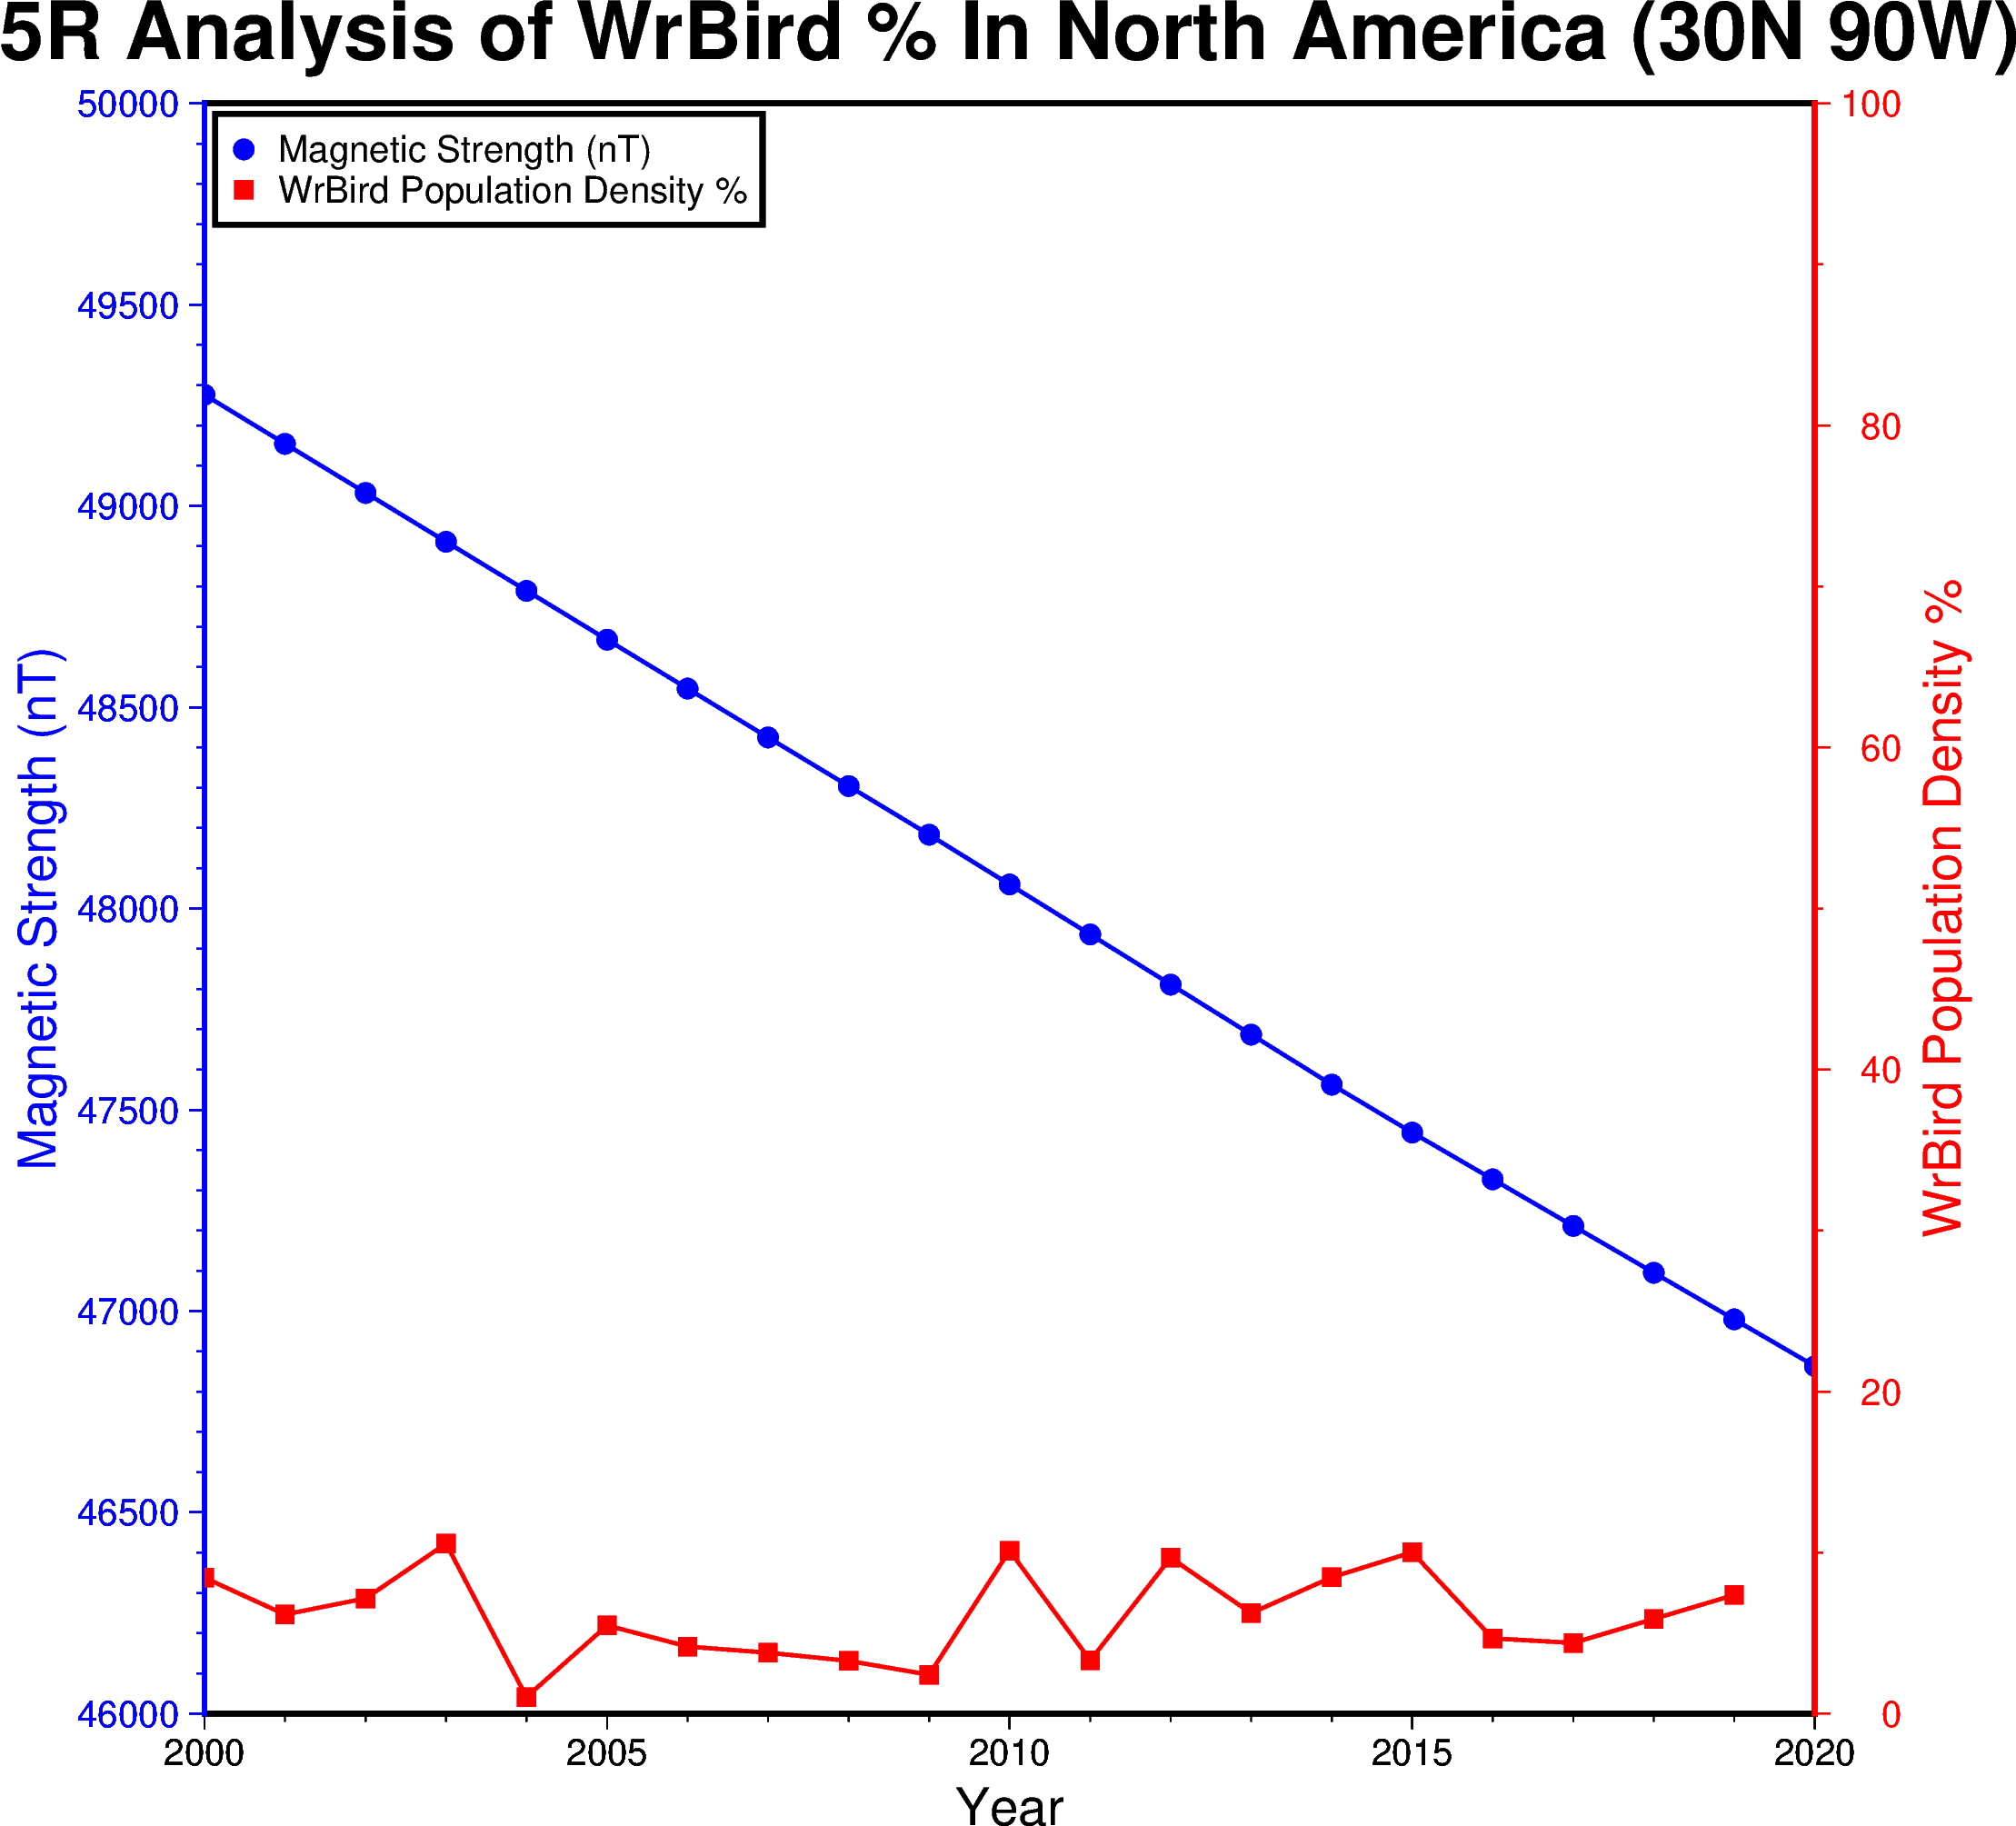 5R Analysis of WrBird % In North America (30N 90W)
Magnetic Strength (nT)
WrBird Population Density %
50000
49500
49000
48500
48000
47500
47000
46500
46000
Magnetic Strength (nT)
100
80
60
40
20
0
WrBird Population Density %
2000 2005 2010 2015 2020
Year